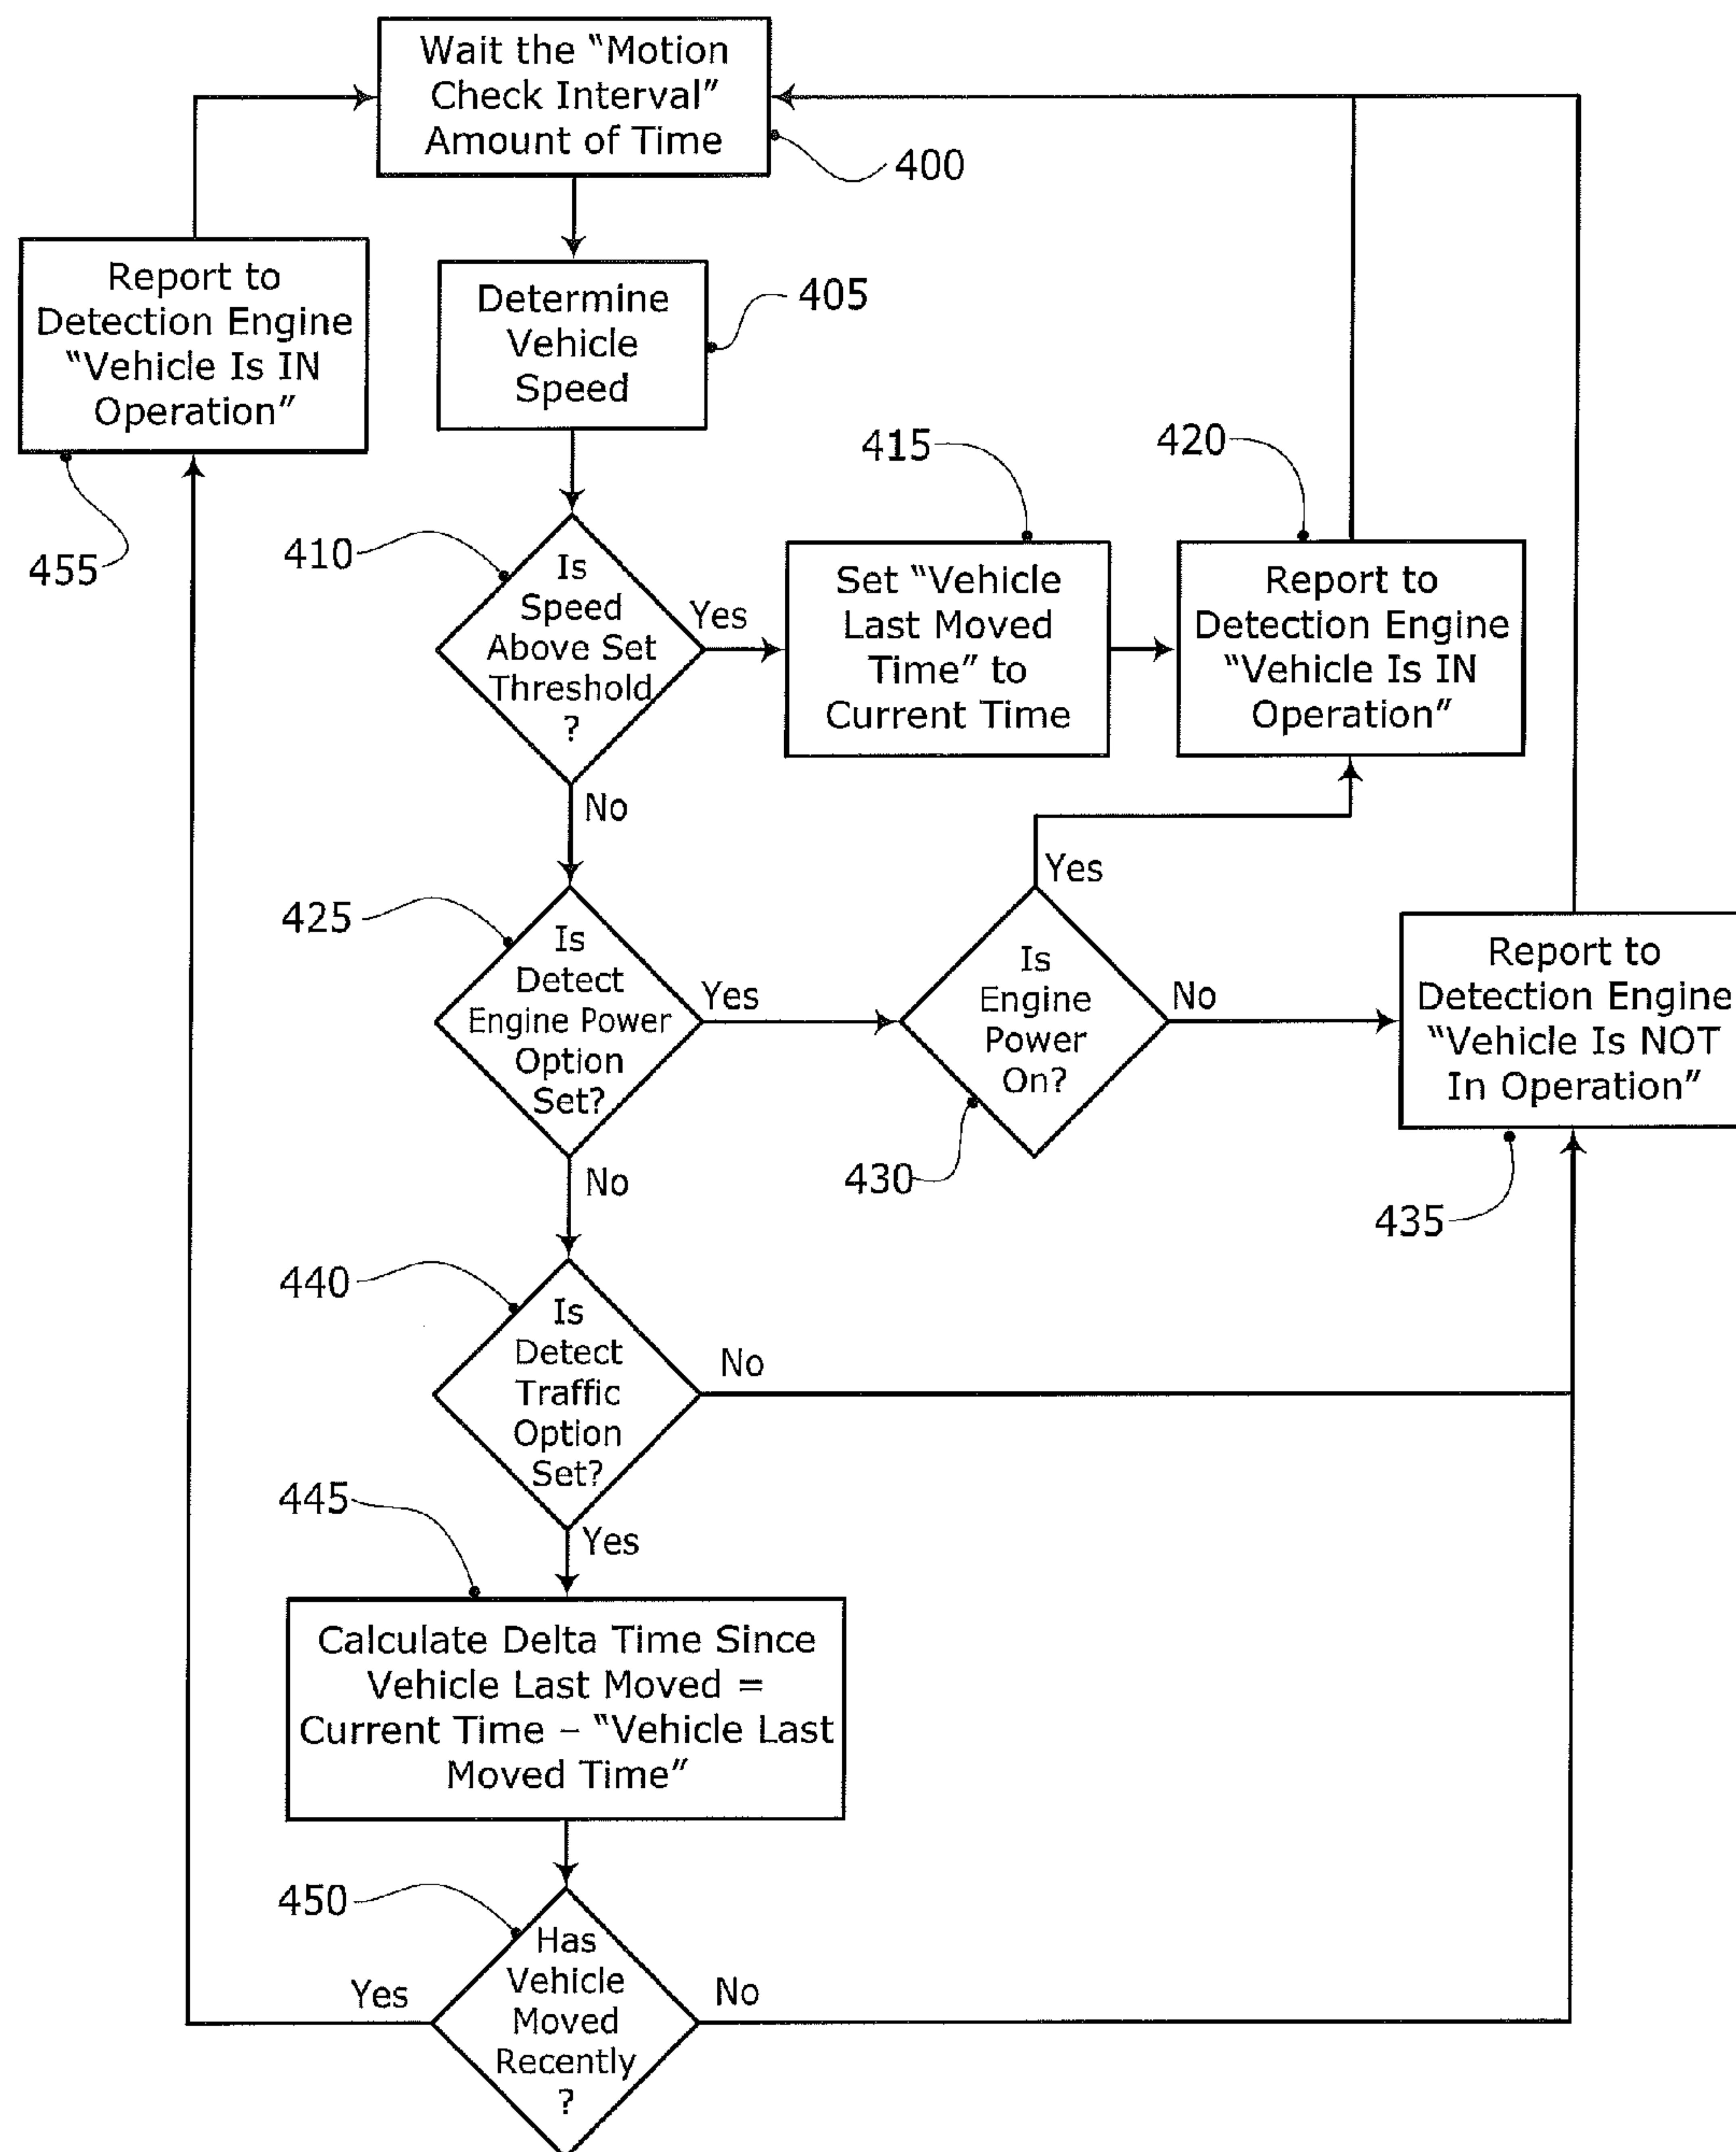 Wait the “Motion
Check Interval”
Amount of Time
400
Report to
Detection Engine
“Vehicle Is IN
Operation”
455
Determine
Vehicle
Speed
405
410
Is
Speed
Above Set
Threshold
?
Yes
No
415
Set “Vehicle
Last Moved
Time” to
Current Time
420
Report to
Detection Engine
“Vehicle Is IN
Operation”
425
Is
Detect
Engine Power
Option
Set?
Yes
No
Is
Engine
Power
On?
Yes
No
430
Report to
Detection Engine
“Vehicle Is NOT
In Operation”
435
440
Is
Detect
Traffic
Option
Set?
No
Yes
445
Calculate Delta Time Since
Vehicle Last Moved =
Current Time – “Vehicle Last
Moved Time”
450
Has
Vehicle
Moved
Recently
?
Yes
No